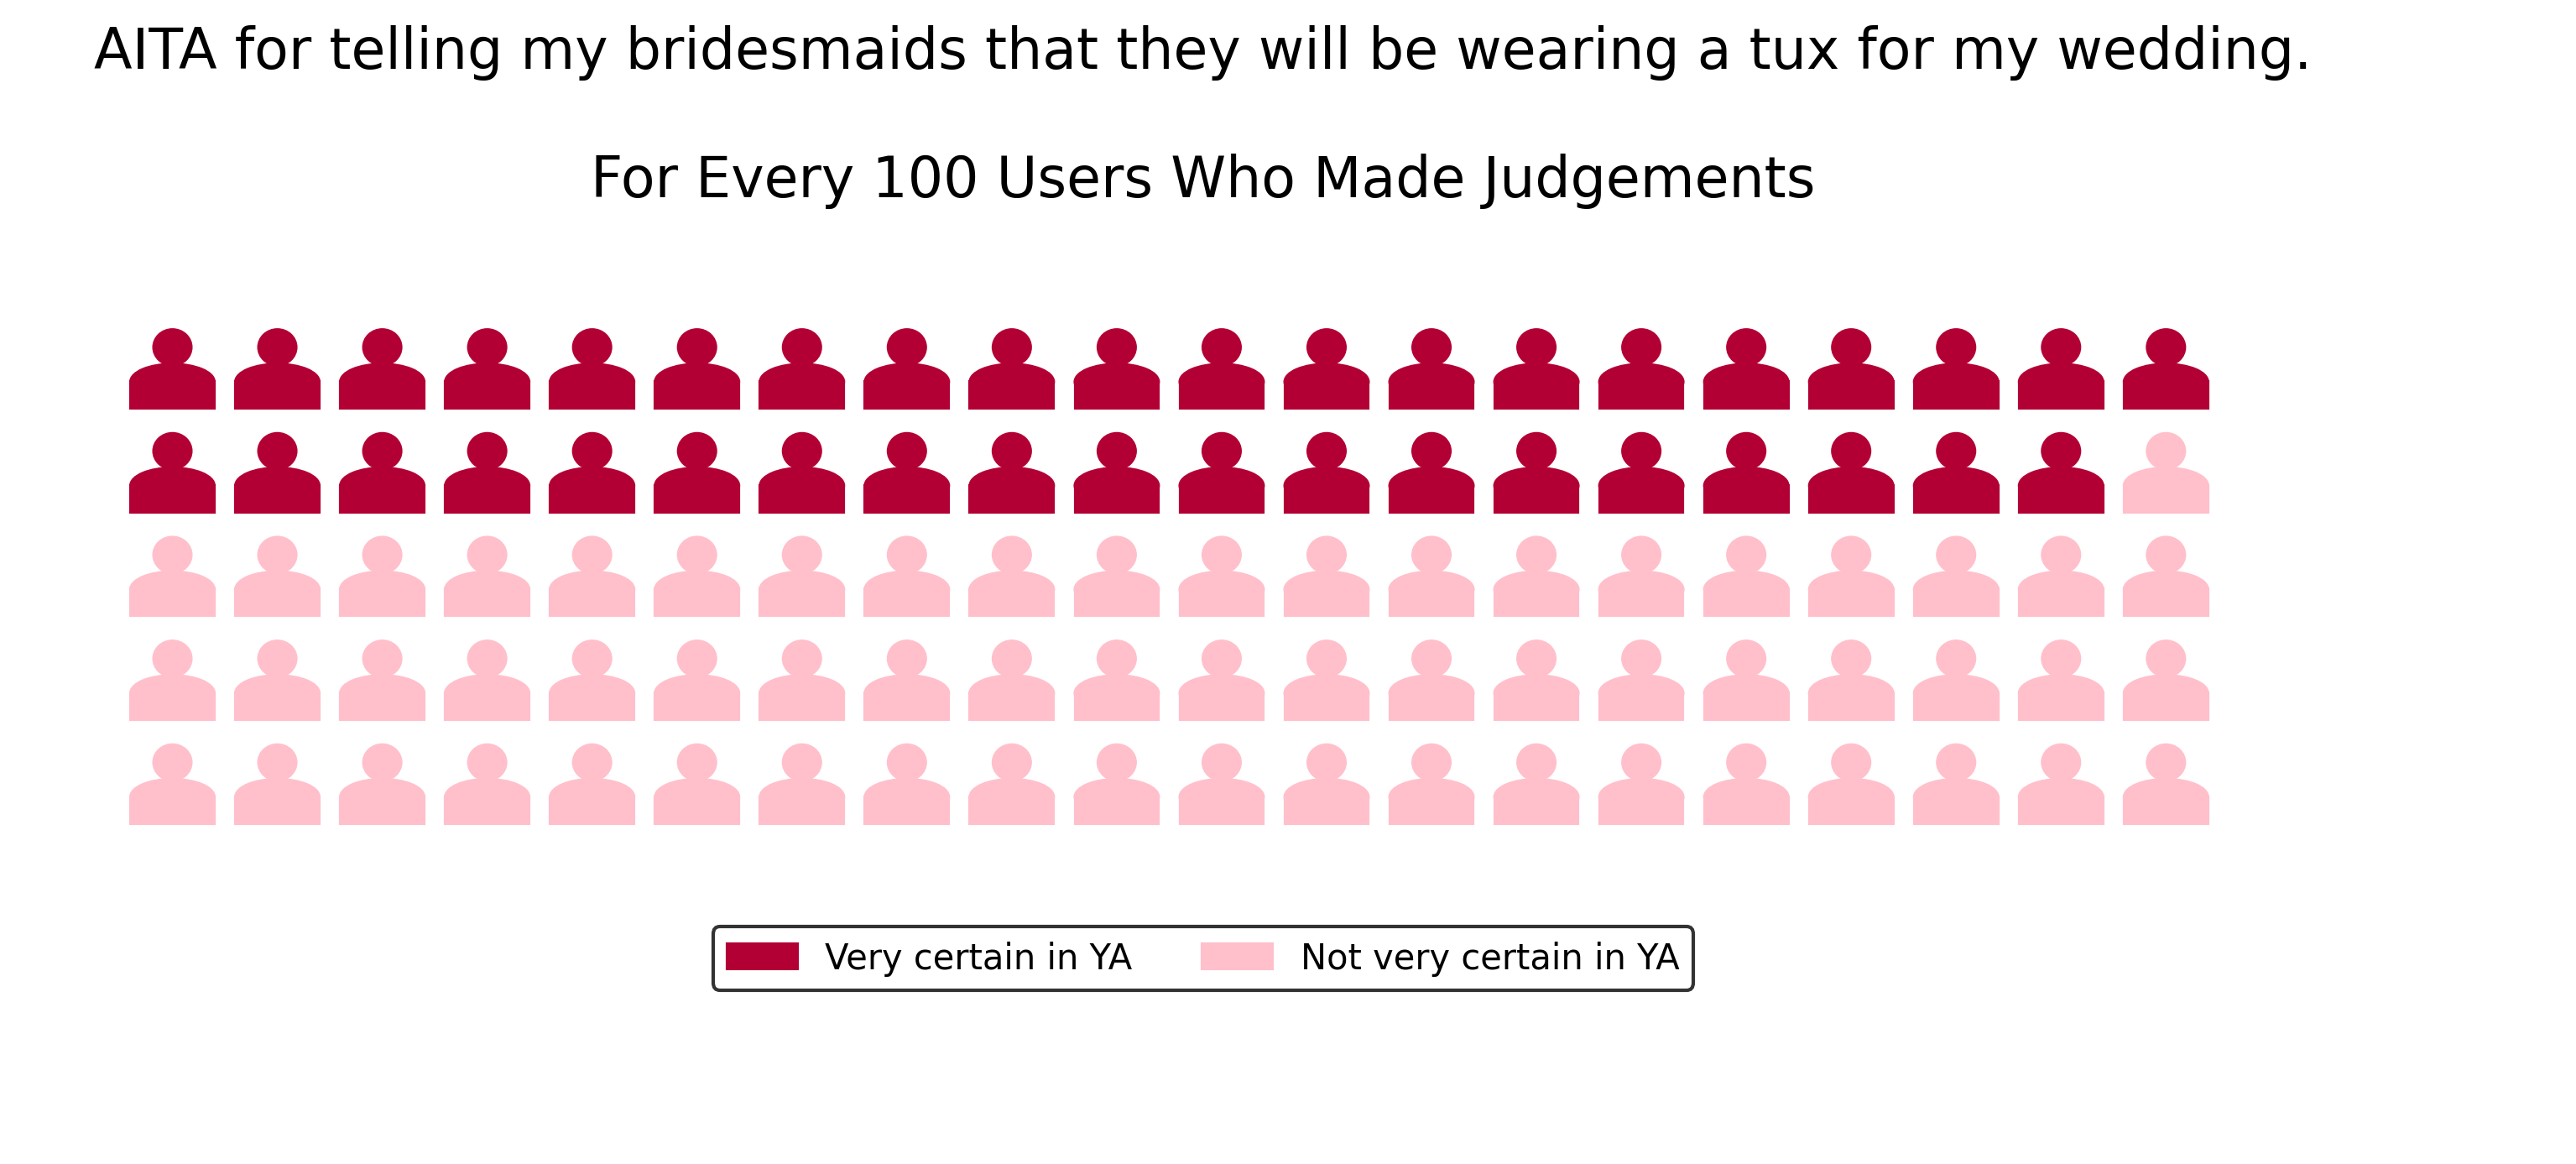 AITA for telling my bridesmaids that they will be wearing a tux for my wedding.
For Every 100 Users Who Made Judgements
Very certain in YA
Not very certain in YA